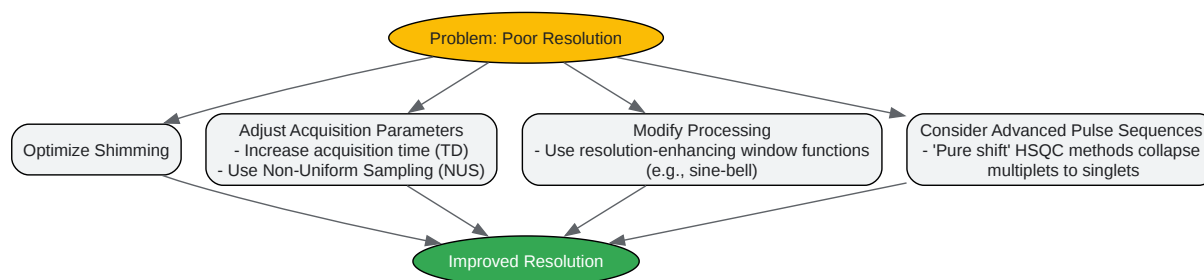 Problem: Poor Resolution
Optimize Shimming
Adjust Acquisition Parameters
- Increase acquisition time (TD)
- Use Non-Uniform Sampling (NUS)
Modify Processing
- Use resolution-enhancing window functions
(e.g., sine-bell)
Consider Advanced Pulse Sequences
- 'Pure shift' HSQC methods collapse
multiplets to singlets
Improved Resolution